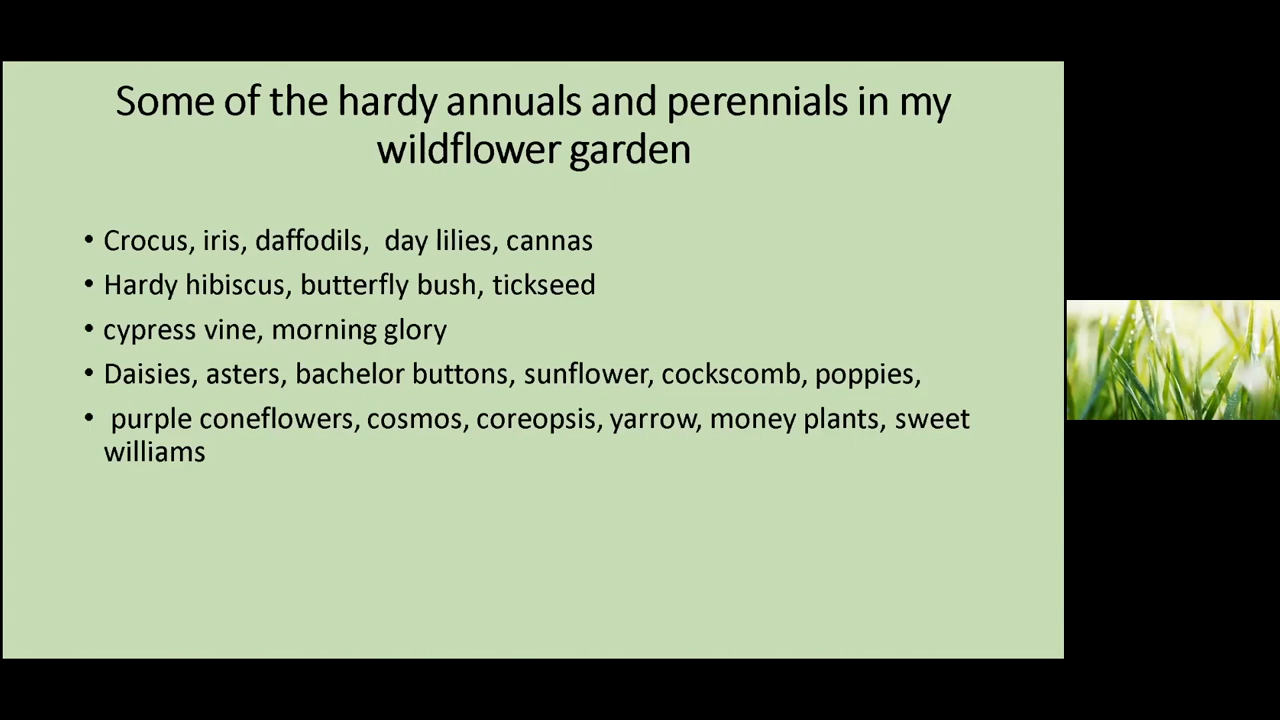 Some of the hardy annuals and perennials in my
wildflower garden
• Crocus, iris, daffodils,  day lilies, cannas
• Hardy hibiscus, butterfly bush, tickseed
• cypress vine, morning glory
• Daisies, asters, bachelor buttons, sunflower, cockscomb, poppies,
•  purple coneflowers, cosmos, coreopsis, yarrow, money plants, sweet
williams